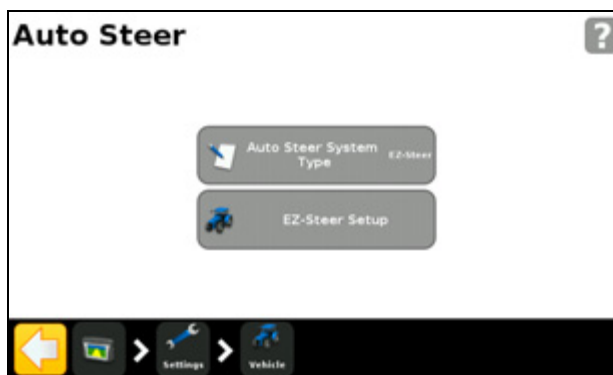 Auto Steer
?
Auto Steer System
Type
EZ-Steer
EZ-Steer Setup
Settings
Vehicle